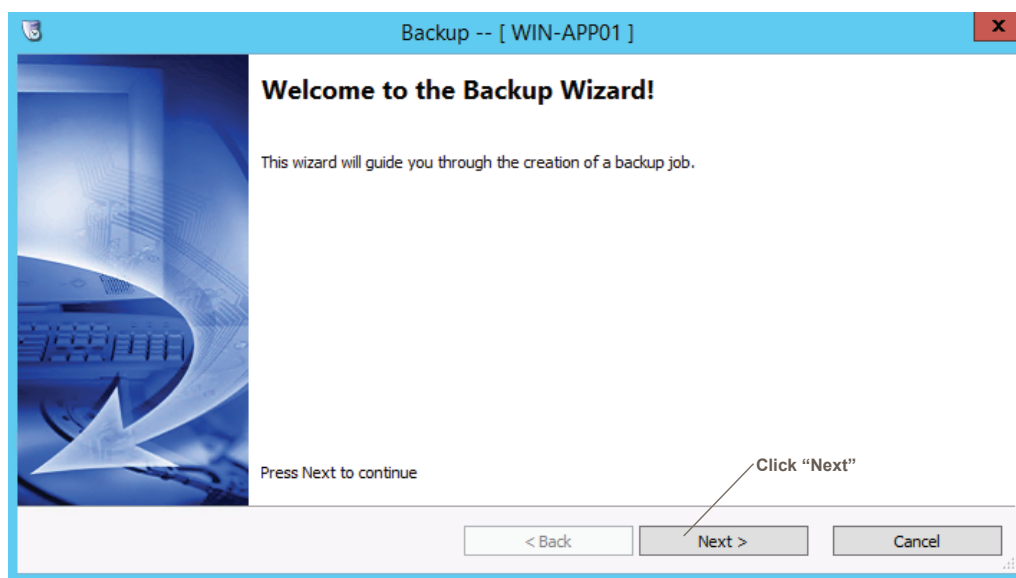 Backup -- [ WIN-APP01 ]
x
Welcome to the Backup Wizard!
This wizard will guide you through the creation of a backup job.
Press Next to continue
Click “Next”
< Back
Next >
Cancel